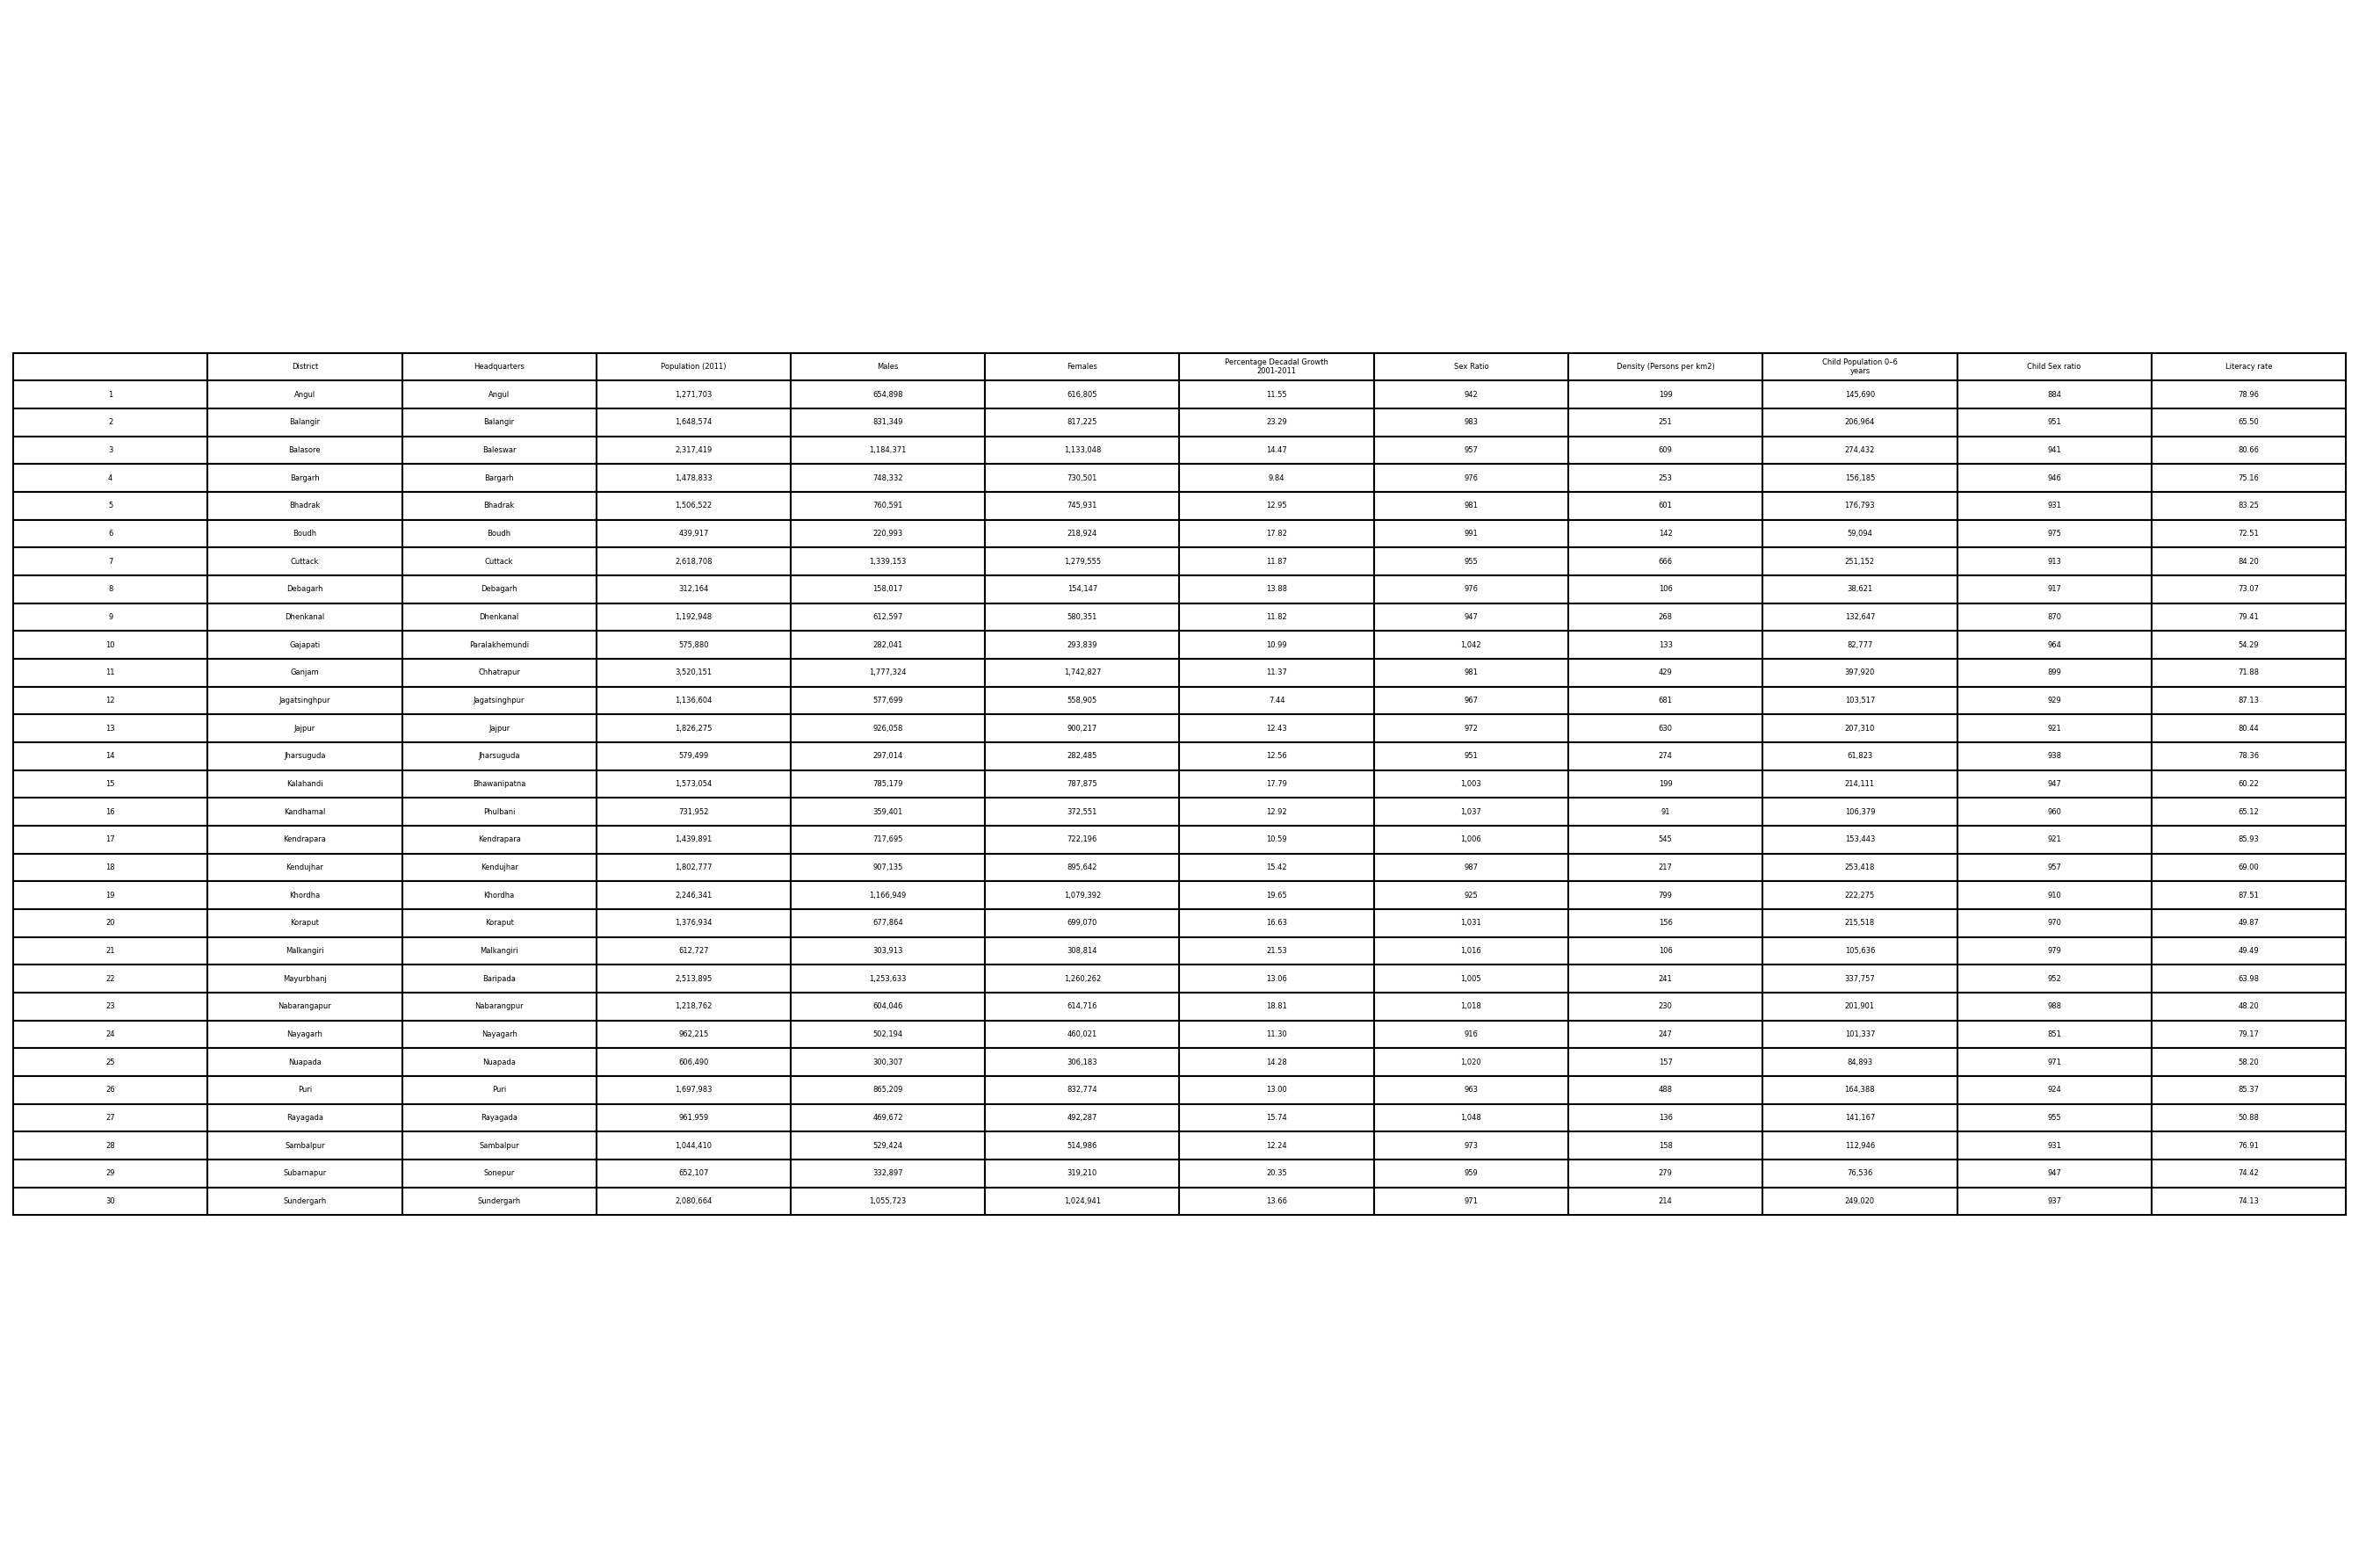 District Headquarters Population (2011) Males Females Percentage Decadal Growth 2001-2011 Sex Ratio Density (Persons per km2) Child Population 0–6 years Child Sex ratio Literacy rate
1 Angul Angul 1,271,703 654,898 616,805 11.55 942 199 145,690 884 78.96
2 Balangir Balangir 1,648,574 831,349 817,225 23.29 983 251 206,964 951 65.50
3 Balasore Baleswar 2,317,419 1,184,371 1,133,048 14.47 957 609 274,432 941 80.66
4 Bargarh Bargarh 1,478,833 748,332 730,501 9.84 976 253 156,185 946 75.16
5 Bhadrak Bhadrak 1,506,522 760,591 745,931 12.95 981 601 176,793 931 83.25
6 Boudh Boudh 439,917 220,993 218,924 17.82 991 142 59,094 975 72.51
7 Cuttack Cuttack 2,618,708 1,339,153 1,279,555 11.87 955 666 251,152 913 84.20
8 Debagarh Debagarh 312,164 158,017 154,147 13.88 976 106 38,621 917 73.07
9 Dhenkanal Dhenkanal 1,192,948 612,597 580,351 11.82 947 268 132,647 870 79.41
10 Gajapati Paralakhemundi 575,880 282,041 293,839 10.99 1,042 133 82,777 964 54.29
11 Ganjam Chhatrapur 3,520,151 1,777,324 1,742,827 11.37 981 429 397,920 899 71.88
12 Jagatsinghpur Jagatsinghpur 1,136,604 577,699 558,905 7.44 967 681 103,517 929 87.13
13 Jajpur Jajpur 1,826,275 926,058 900,217 12.43 972 630 207,310 921 80.44
14 Jharsuguda Jharsuguda 579,499 297,014 282,485 12.56 951 274 61,823 938 78.36
15 Kalahandi Bhawanipatna 1,573,054 785,179 787,875 17.79 1,003 199 214,111 947 60.22
16 Kandhamal Phulbani 731,952 359,401 372,551 12.92 1,037 91 106,379 960 65.12
17 Kendrapara Kendrapara 1,439,891 717,695 722,196 10.59 1,006 545 153,443 921 85.93
18 Kendujhar Kendujhar 1,802,777 907,135 895,642 15.42 987 217 253,418 957 69.00
19 Khordha Khordha 2,246,341 1,166,949 1,079,392 19.65 925 799 222,275 910 87.51
20 Koraput Koraput 1,376,934 677,864 699,070 16.63 1,031 156 215,518 970 49.87
21 Malkangiri Malkangiri 612,727 303,913 308,814 21.53 1,016 106 105,636 979 49.49
22 Mayurbhanj Baripada 2,513,895 1,253,633 1,260,262 13.06 1,005 241 337,757 952 63.98
23 Nabarangapur Nabarangpur 1,218,762 604,046 614,716 18.81 1,018 230 201,901 988 48.20
24 Nayagarh Nayagarh 962,215 502,194 460,021 11.30 916 247 101,337 851 79.17
25 Nuapada Nuapada 606,490 300,307 306,183 14.28 1,020 157 84,893 971 58.20
26 Puri Puri 1,697,983 865,209 832,774 13.00 963 488 164,388 924 85.37
27 Rayagada Rayagada 961,959 469,672 492,287 15.74 1,048 136 141,167 955 50.88
28 Sambalpur Sambalpur 1,044,410 529,424 514,986 12.24 973 158 112,946 931 76.91
29 Subarnapur Sonepur 652,107 332,897 319,210 20.35 959 279 76,536 947 74.42
30 Sundergarh Sundergarh 2,080,664 1,055,723 1,024,941 13.66 971 214 249,020 937 74.13